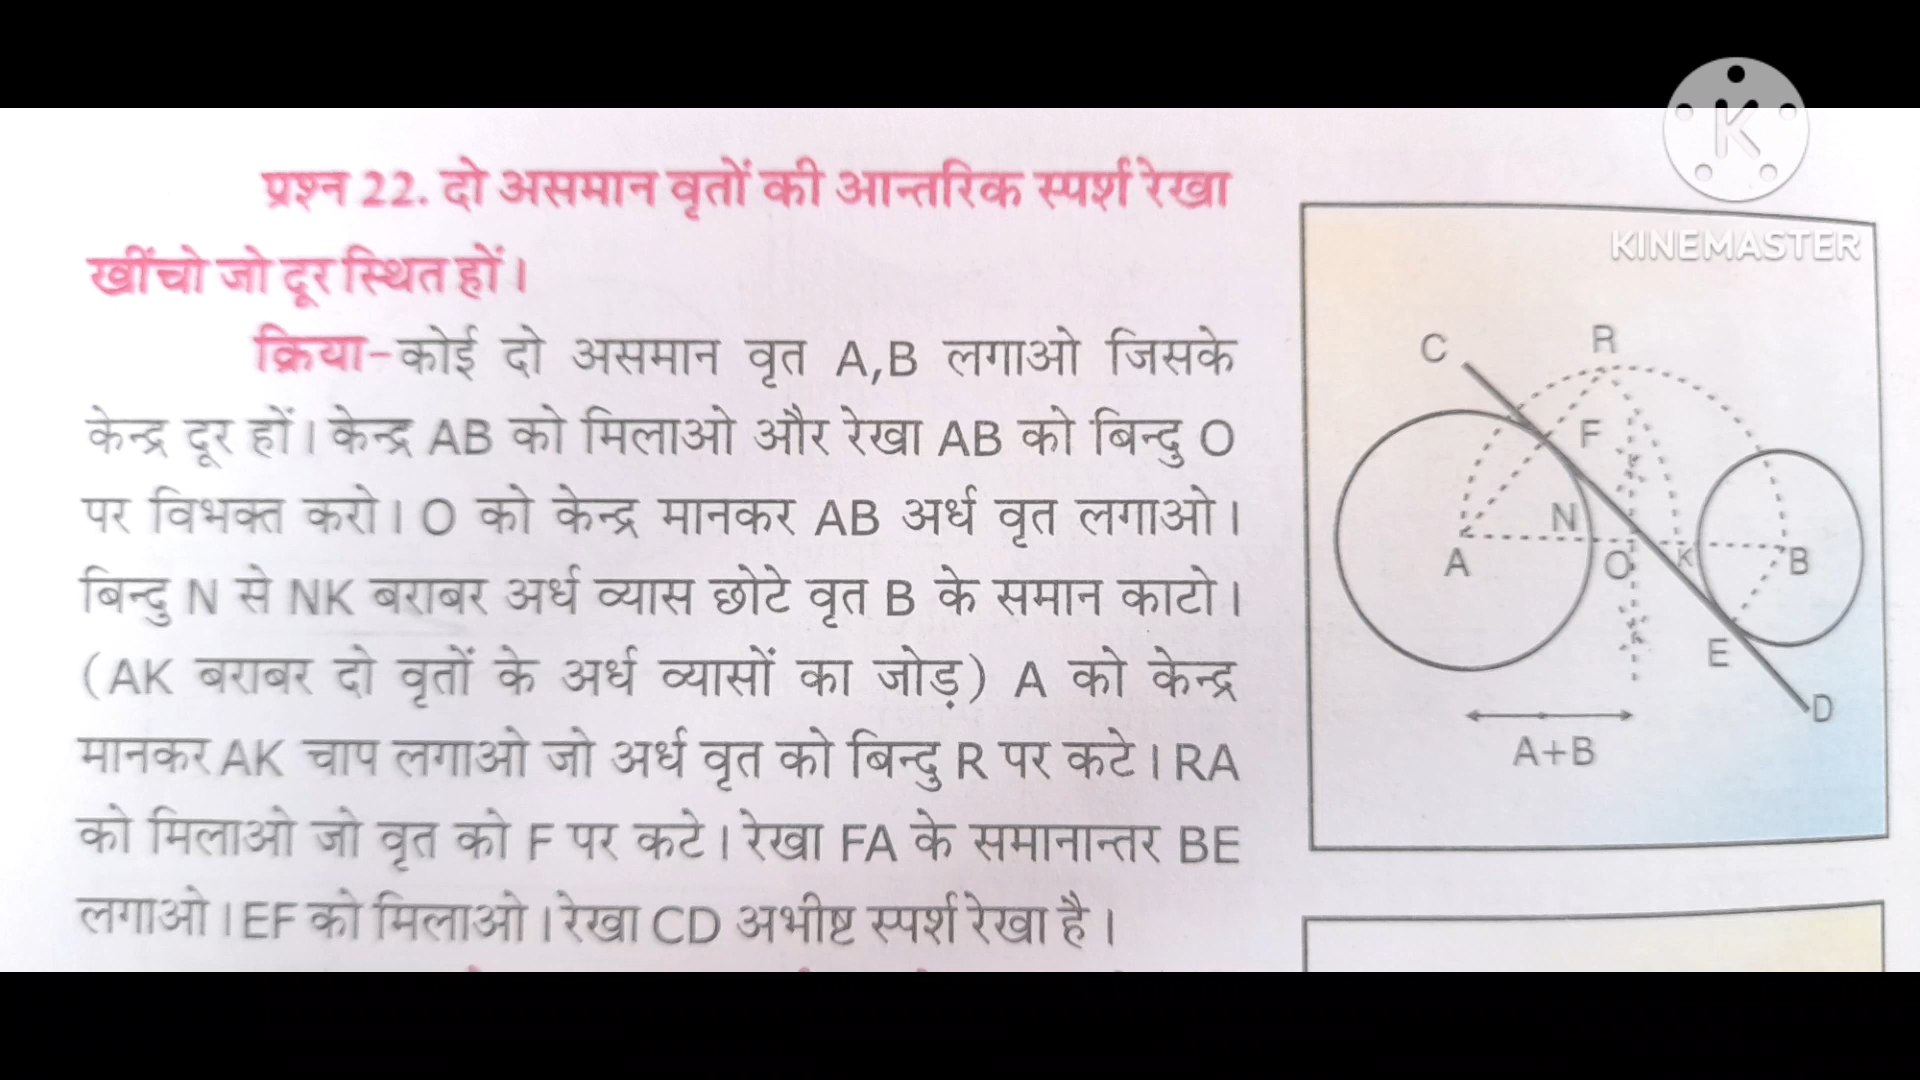 प्रश्न 22. दो असमान वृतों की आन्तरिक स्पर्श रेखा
खींचो जो दूर स्थित हों।
क्रिया-कोई दो असमान वृत A,B लगाओ जिसके
केन्द्र दूर हों। केन्द्र AB को मिलाओ और रेखा AB को बिन्दु O
पर विभक्त करो। O को केन्द्र मानकर AB अर्ध वृत लगाओ।
बिन्दु N से NK बराबर अर्ध व्यास छोटे वृत B के समान काटो।
(AK बराबर दो वृतों के अर्ध व्यासों का जोड़) A को केन्द्र
मानकर AK चाप लगाओ जो अर्ध वृत को बिन्दु R पर कटे। RA
को मिलाओ जो वृत को F पर कटे। रेखा FA के समानान्तर BE
लगाओ। EF को मिलाओ। रेखा CD अभीष्ट स्पर्श रेखा है।
K
KINEMASTER
C
R
F
N
A
O
K
B
E
D
A+B